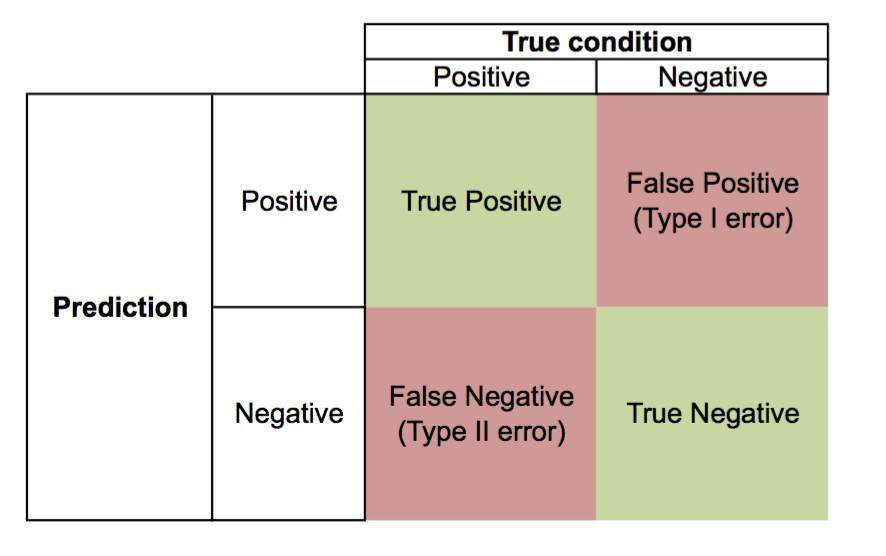 True condition
Positive
Negative
Positive
True Positive
False Positive
(Type I error)
Prediction
Negative
False Negative
(Type II error)
True Negative